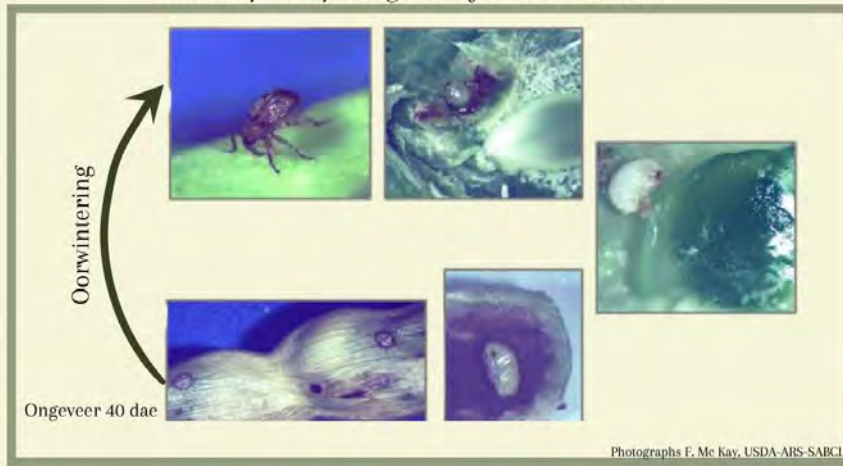 Oorwintering
Ongeveer 40 dae
Photographs F. Mc Kay, USDA-ARS-SABCL